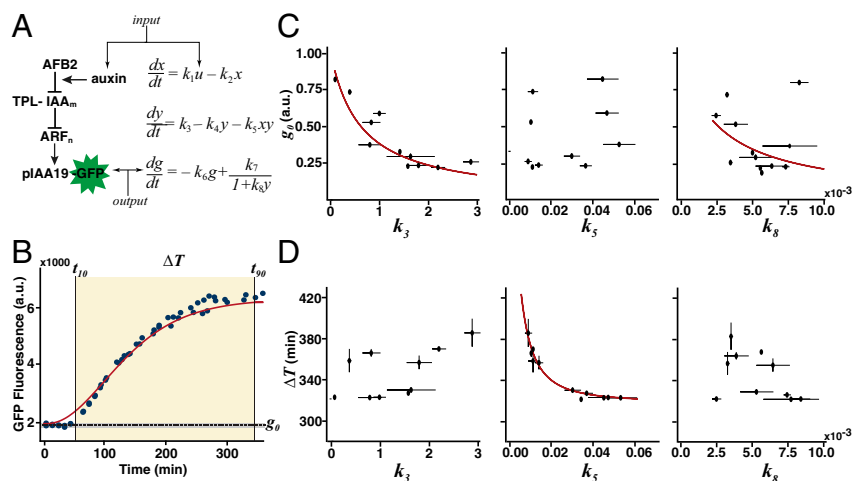 A
input
AFB2
auxin
dx/dt = k₁u – k₂x
TPL- IAAₘ
dy/dt = k₃ – k₄y – k₅xy
ARFₙ
pIAA19-GFP
dg/dt = – k₆g + k₇/1+k₈y
output
B
ΔT
x1000
t₁₀
t₉₀
GFP Fluorescence (a.u.)
6
4
2
g₀
0
100
200
300
Time (min)
C
g₀ (a.u.)
1.00
0.75
0.50
0.25
0
1
2
3
k₃
0.00
0.02
0.04
0.06
k₅
0.0
2.5
5.0
7.5
10.0
x10⁻³
k₈
D
ΔT (min)
420
380
340
300
0
1
2
3
k₃
0.00
0.02
0.04
0.06
k₅
0.0
2.5
5.0
7.5
10.0
x10⁻³
k₈